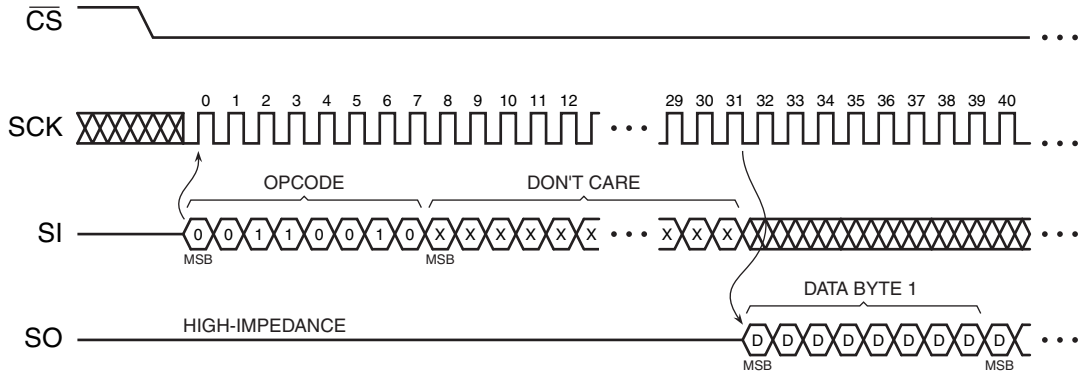 CS
0 1 2 3 4 5 6 7 8 9 10 11 12 29 30 31 32 33 34 35 36 37 38 39 40
SCK
OPCODE DON'T CARE
SI 0 0 1 1 0 0 1 0 X X X X X X X X X
MSB MSB
DATA BYTE 1
HIGH-IMPEDANCE
SO D D D D D D D D D
MSB MSB